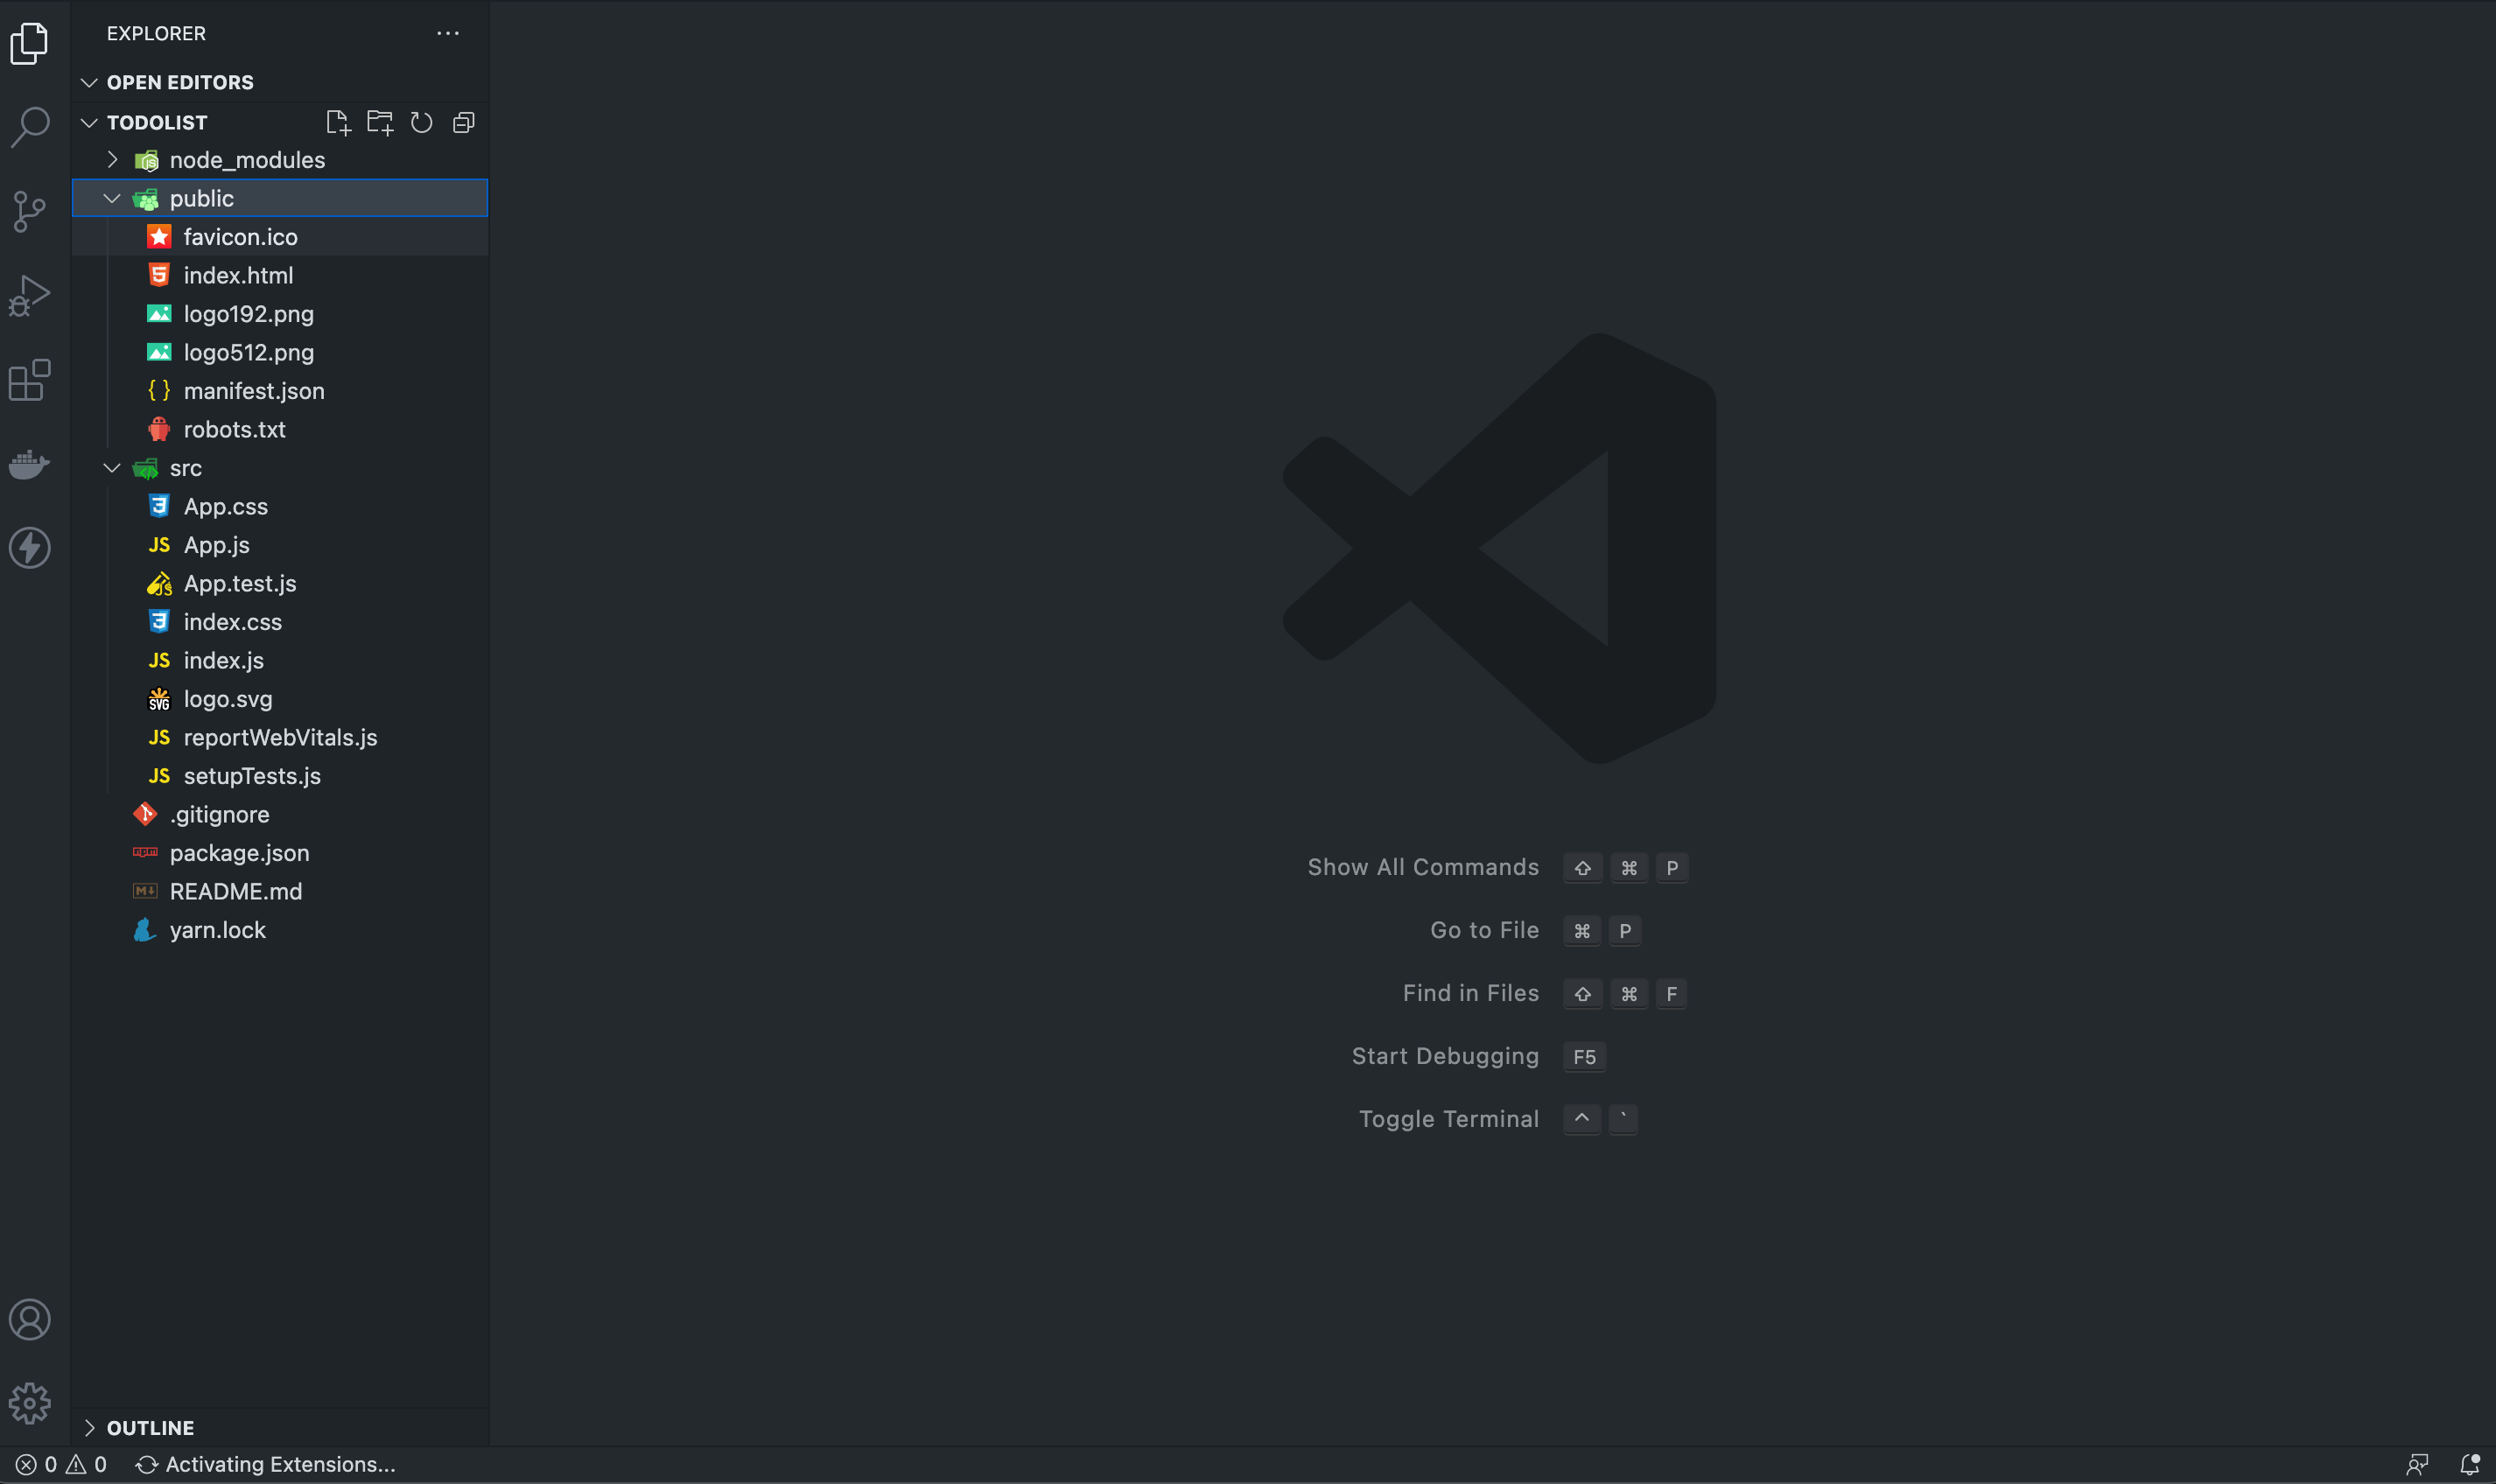 EXPLORER
OPEN EDITORS
TODOLIST
node_modules
public
favicon.ico
index.html
logo192.png
logo512.png
manifest.json
robots.txt
src
App.css
JS App.js
App.test.js
index.css
JS index.js
SVG logo.svg
JS reportWebVitals.js
JS setupTests.js
.gitignore
package.json
README.md
yarn.lock
OUTLINE
0 0 Activating Extensions...
Show All Commands ⇧ ⌘ P
Go to File ⌘ P
Find in Files ⇧ ⌘ F
Start Debugging F5
Toggle Terminal ^ `